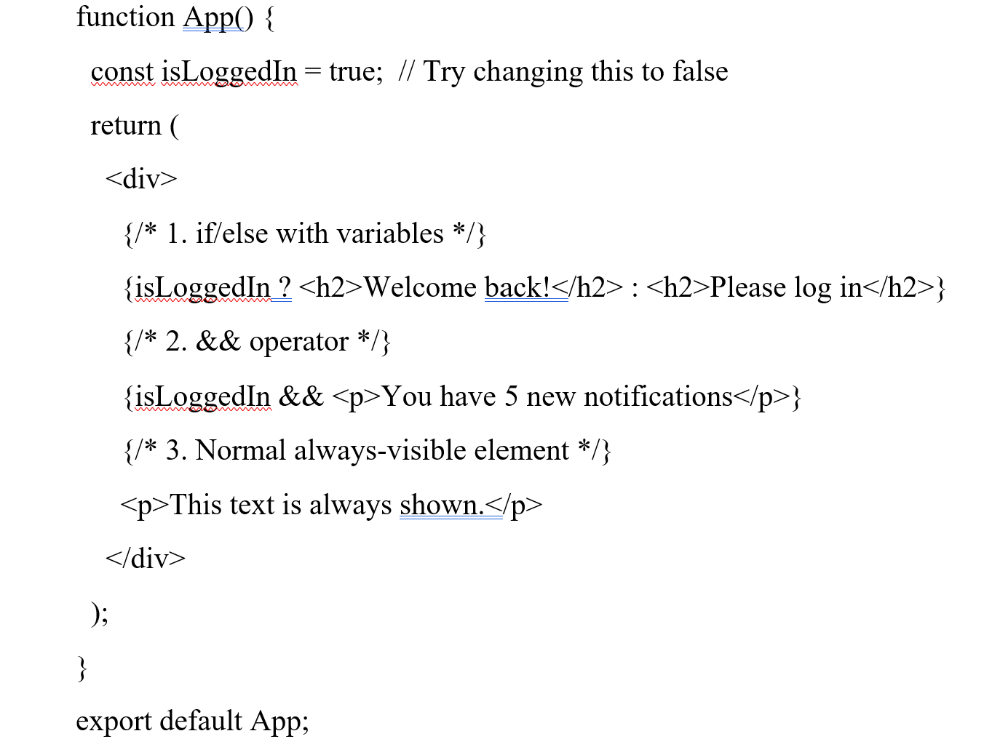 function App() {
const isLoggedIn = true;  // Try changing this to false
return (
<div>
{/* 1. if/else with variables */}
{isLoggedIn ? <h2>Welcome back!</h2> : <h2>Please log in</h2>}
{/* 2. && operator */}
{isLoggedIn && <p>You have 5 new notifications</p>}
{/* 3. Normal always-visible element */}
<p>This text is always shown.</p>
</div>
);
}
export default App;